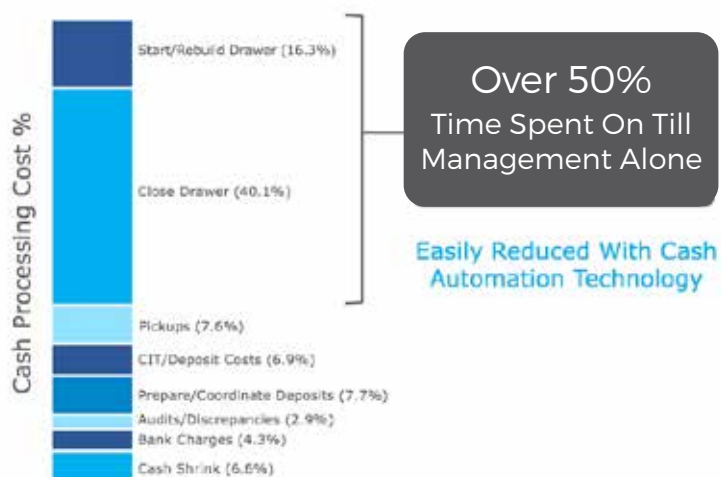 Cash Processing Cost %
Start/Rebuild Drawer (16.3%)
Close Drawer (40.1%)
Pickups (7.6%)
CIT/Deposit Costs (6.9%)
Prepare/Coordinate Deposits (7.7%)
Audits/Discrepancies (2.9%)
Bank Charges (4.3%)
Cash Shrink (6.6%)
Over 50%
Time Spent On Till
Management Alone
Easily Reduced With Cash
Automation Technology